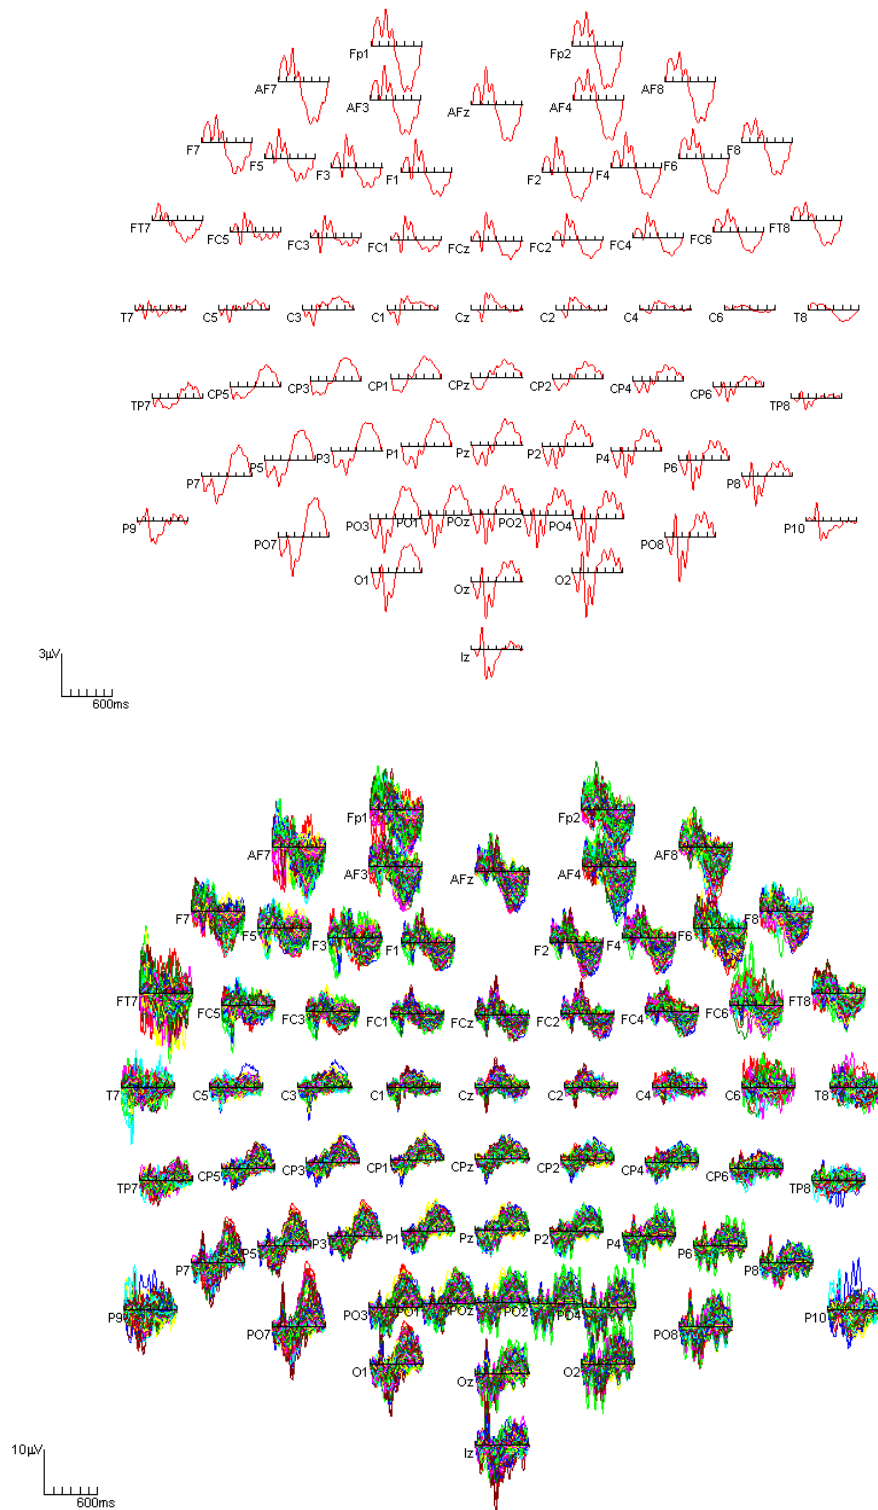 Fp1 Fp2
AF7 AF3 AFz AF4 AF8
F7 F5 F3 F1 F2 F4 F6 F8
FT7 FC5 FC3 FC1 FCz FC2 FC4 FC6 FT8
T7 C5 C3 C1 Cz C2 C4 C6 T8
TP7 CP5 CP3 CP1 CPz CP2 CP4 CP6 TP8
P7 P5 P3 P1 Pz P2 P4 P6 P8
P9 PO7 PO3 PO1 POz PO2 PO4 PO8 P10
O1 Oz O2
Iz
3µV
600ms
Fp1 Fp2
AF7 AF3 AFz AF4 AF8
F7 F5 F3 F1 F2 F4 F6 F8
FT7 FC5 FC3 FC1 FCz FC2 FC4 FC6 FT8
T7 C5 C3 C1 Cz C2 C4 C6 T8
TP7 CP5 CP3 CP1 CPz CP2 CP4 CP6 TP8
P7 P5 P3 P1 Pz P2 P4 P6 P8
P9 PO7 PO3 PO1 POz PO2 PO4 PO8 P10
O1 Oz O2
Iz
10µV
600ms